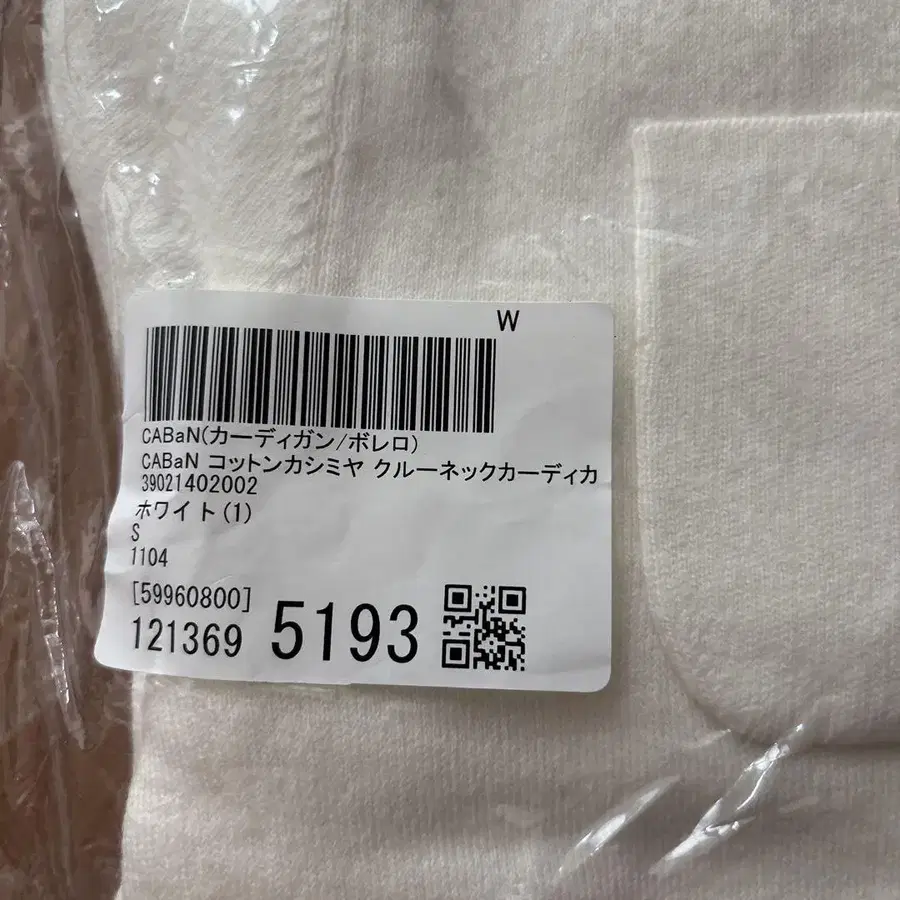 W
CABaN(カーディガン/ボレロ)
CABaN コットンカシミヤ クルーネックカーディカ
39021402002
ホワイト(1)
S
1104
[59960800]
121369 5193